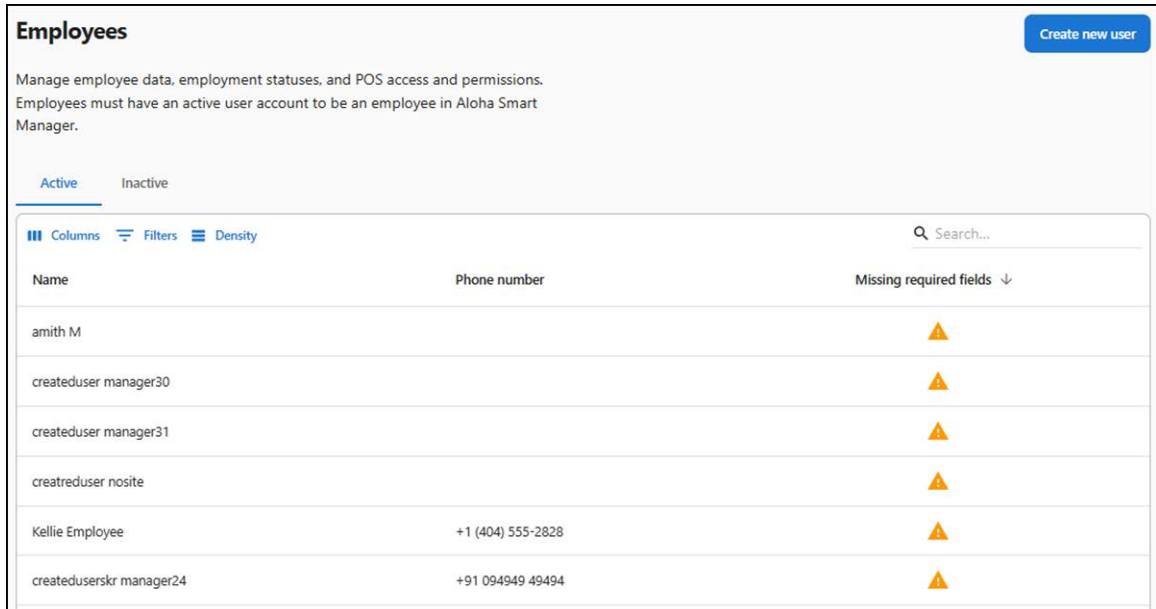 Employees
Create new user
Manage employee data, employment statuses, and POS access and permissions.
Employees must have an active user account to be an employee in Aloha Smart
Manager.
Active Inactive
Columns Filters Density Search...
Name Phone number Missing required fields
amith M
createduser manager30
createduser manager31
creatreduser nosite
Kellie Employee +1 (404) 555-2828
createduserskr manager24 +91 094949 49494